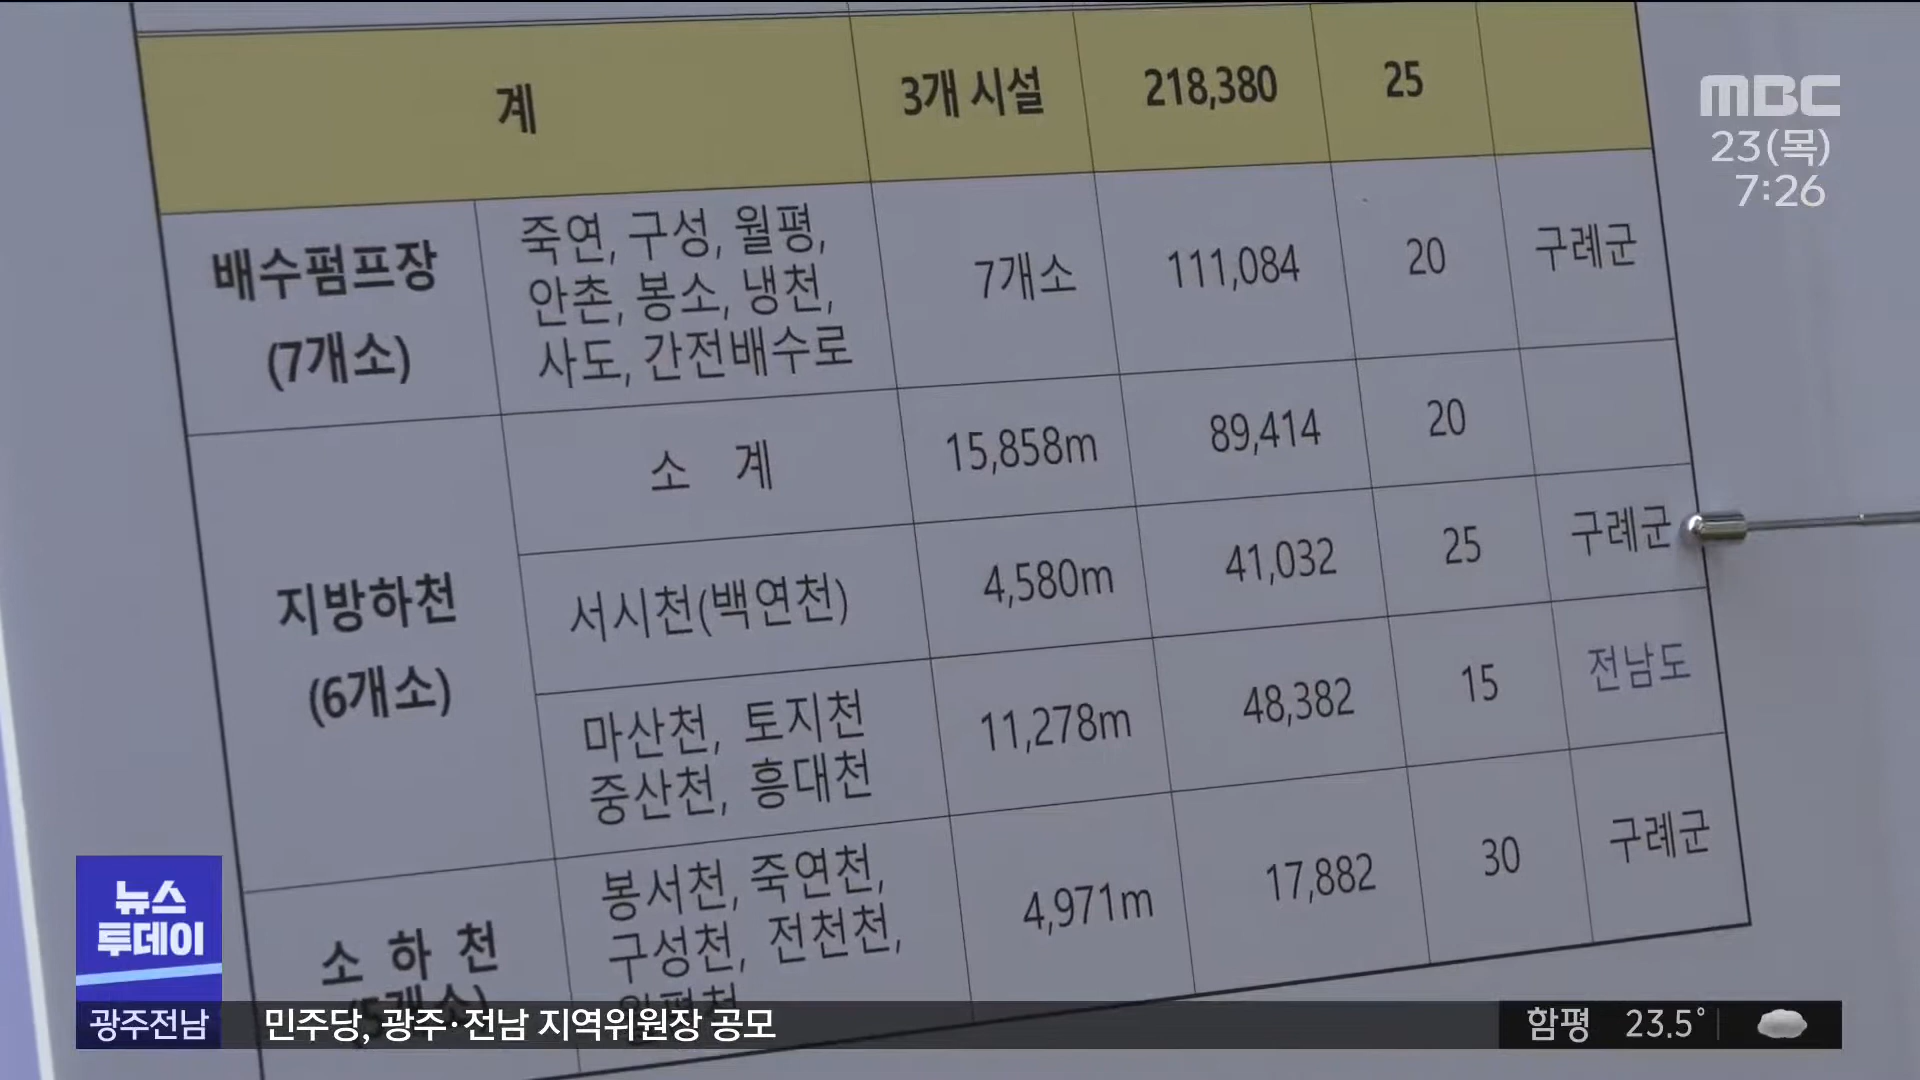 계 3개 시설 218,380 25
배수펌프장
(7개소)
죽연, 구성, 월평,
안촌, 봉소, 냉천,
사도, 간전배수로
7개소 111,084 20 구례군
지방하천
(6개소)
소 계 15,858m 89,414 20
서시천(백연천) 4,580m 41,032 25 구례군
마산천, 토지천
중산천, 흥대천
11,278m 48,382 15 전남도
소 하 천
(5개소)
봉서천, 죽연천,
구성천, 전천천,
월평천
4,971m 17,882 30 구례군
MBC
23(목)
7:26
뉴스
투데이
광주전남 민주당, 광주·전남 지역위원장 공모
함평 23.5°